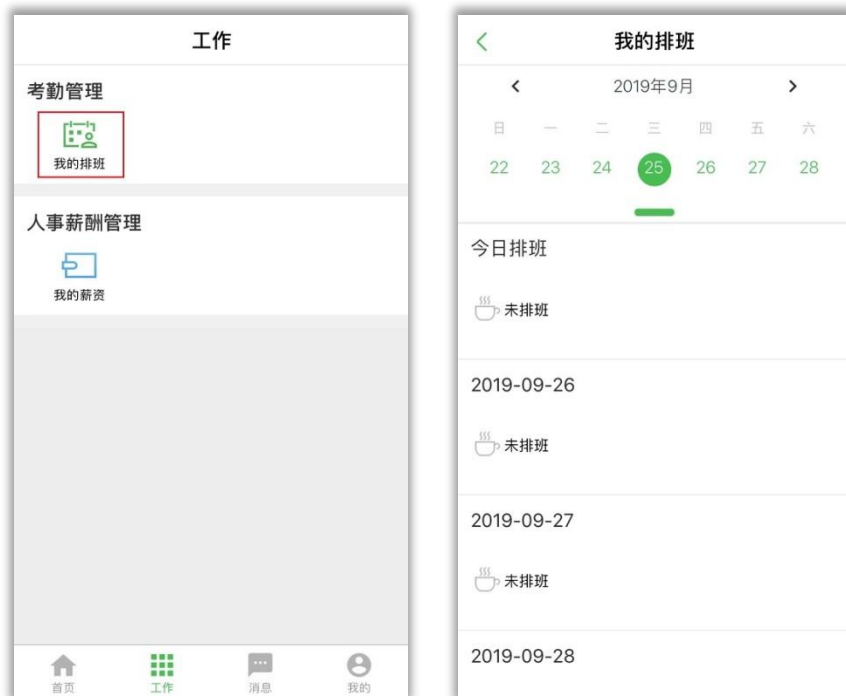 工作
考勤管理
我的排班
人事薪酬管理
我的薪资
首页 工作 消息 我的
我的排班
2019年9月
日 一 二 三 四 五 六
22 23 24 25 26 27 28
今日排班
未排班
2019-09-26
未排班
2019-09-27
未排班
2019-09-28